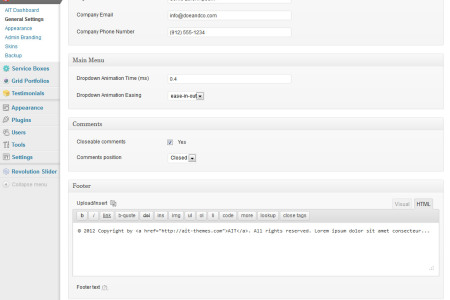 AIT Dashboard
General Settings
Appearance
Admin Branding
Skins
Backup
Service Boxes
Grid Portfolios
Testimonials
Appearance
Plugins
Users
Tools
Settings
Revolution Slider
Collapse menu
Company Email
info@doeandco.com
Company Phone Number
(912) 555-1234
Main Menu
Dropdown Animation Time (ms)
0.4
Dropdown Animation Easing
ease-in-out
Comments
Closeable comments
Yes
Comments position
Closed
Footer
Upload/Insert
Visual HTML
b i link b-quote del ins img ul ol li code more lookup close tags
© 2012 Copyright by <a href="http://ait-themes.com">AIT</a>. All rights reserved. Lorem ipsum dolor sit amet consectetur...
Footer text